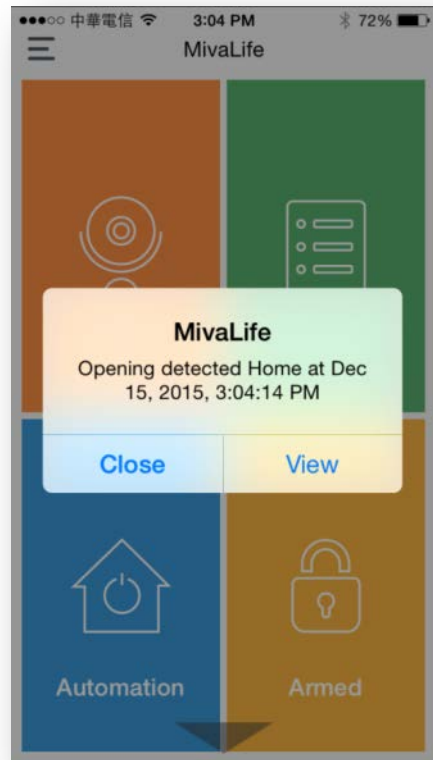 中華電信 3:04 PM 72%
MivaLife
MivaLife
Opening detected Home at Dec
15, 2015, 3:04:14 PM
Close View
Automation Armed